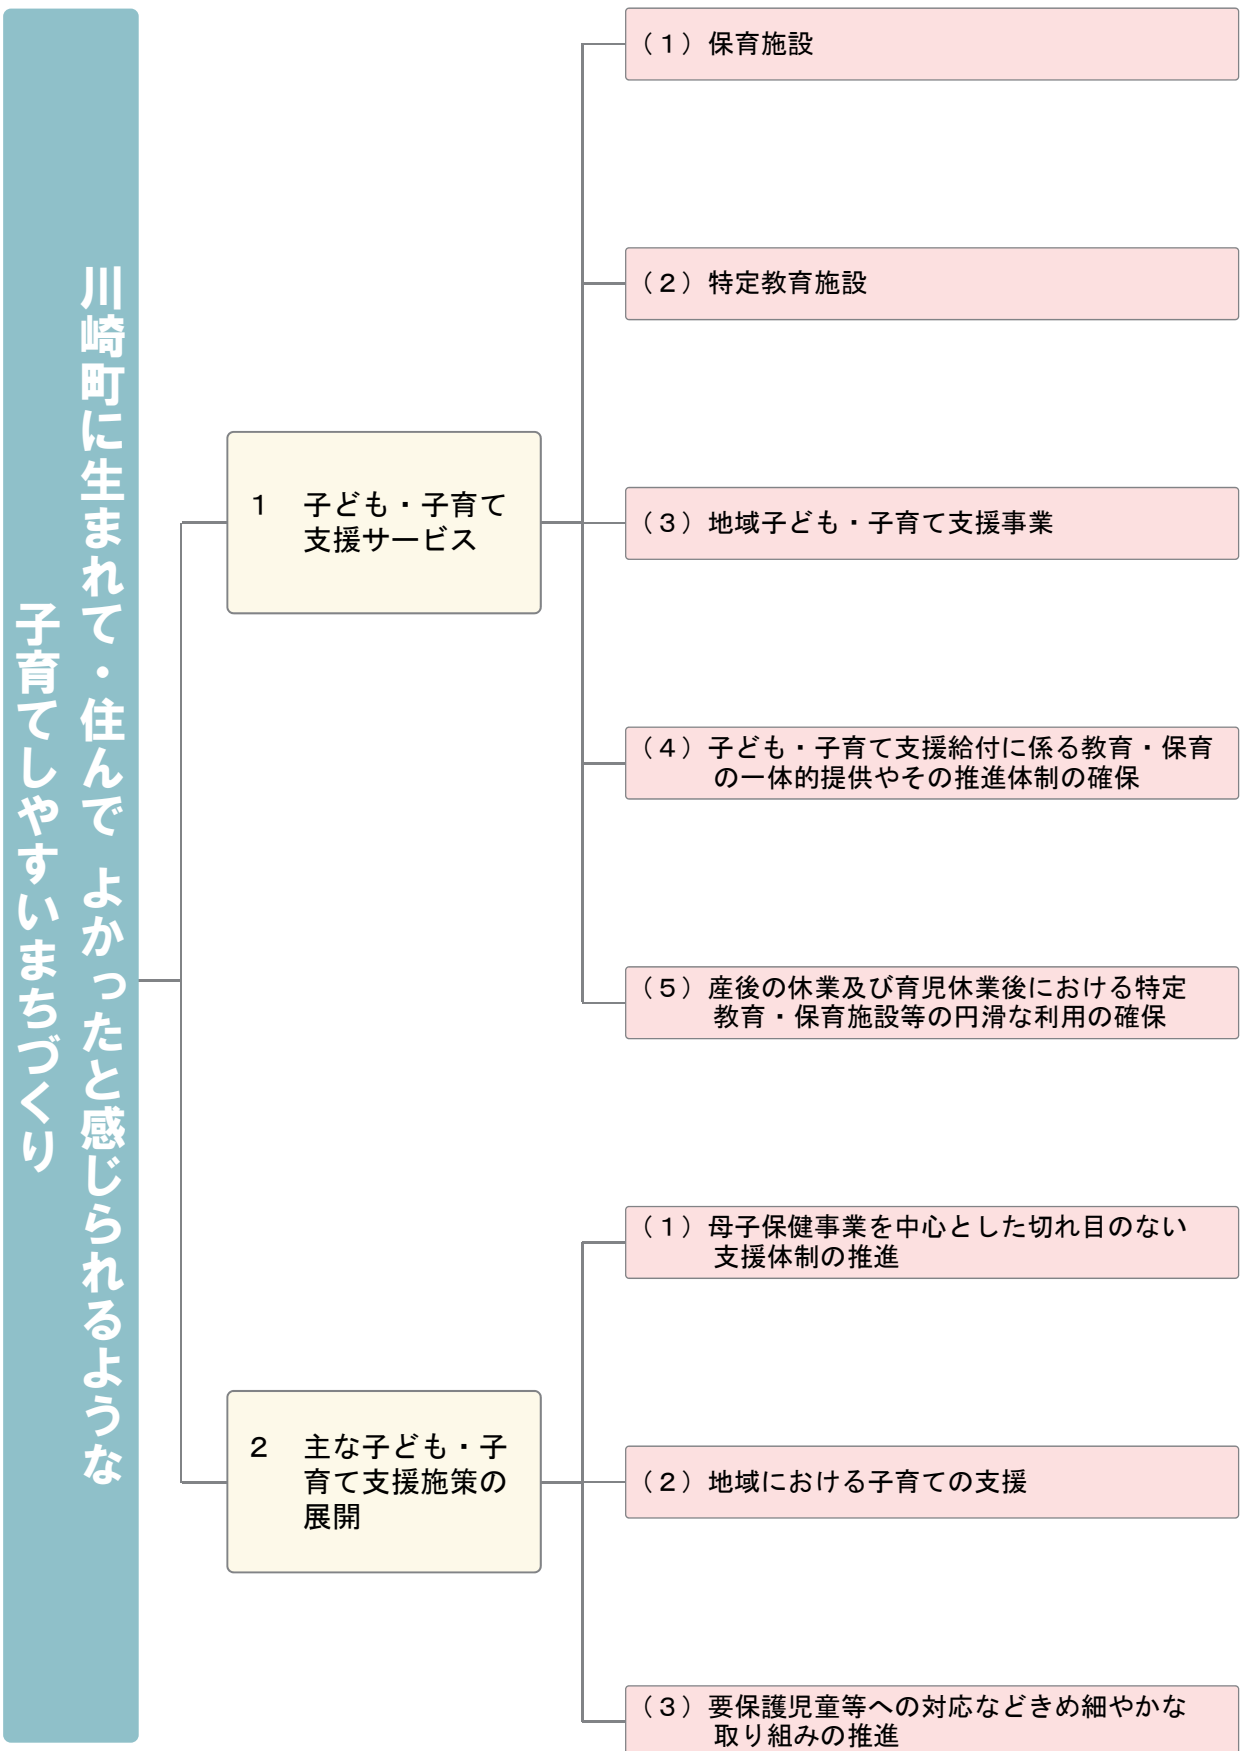 川崎町に生まれて・住んで よかったと感じられるような
子育てしやすいまちづくり
1 子ども・子育て
支援サービス
（1）保育施設
（2）特定教育施設
（3）地域子ども・子育て支援事業
（4）子ども・子育て支援給付に係る教育・保育
の一体的提供やその推進体制の確保
（5）産後の休業及び育児休業後における特定
教育・保育施設等の円滑な利用の確保
2 主な子ども・子
育て支援施策の
展開
（1）母子保健事業を中心とした切れ目のない
支援体制の推進
（2）地域における子育ての支援
（3）要保護児童等への対応などきめ細やかな
取り組みの推進